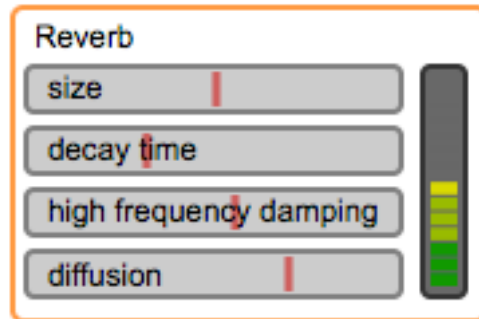 Reverb
size
decay time
high frequency damping
diffusion